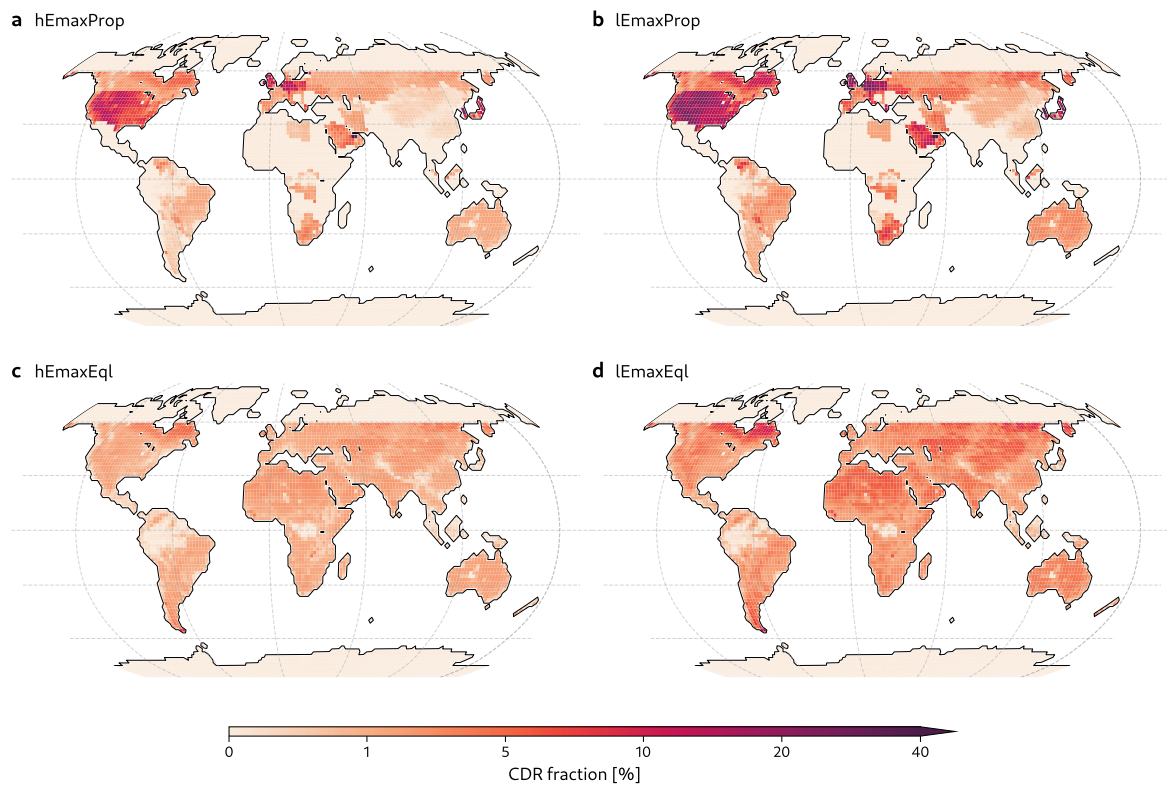 a hEmaxProp
b lEmaxProp
c hEmaxEql
d lEmaxEql
0 1 5 10 20 40
CDR fraction [%]